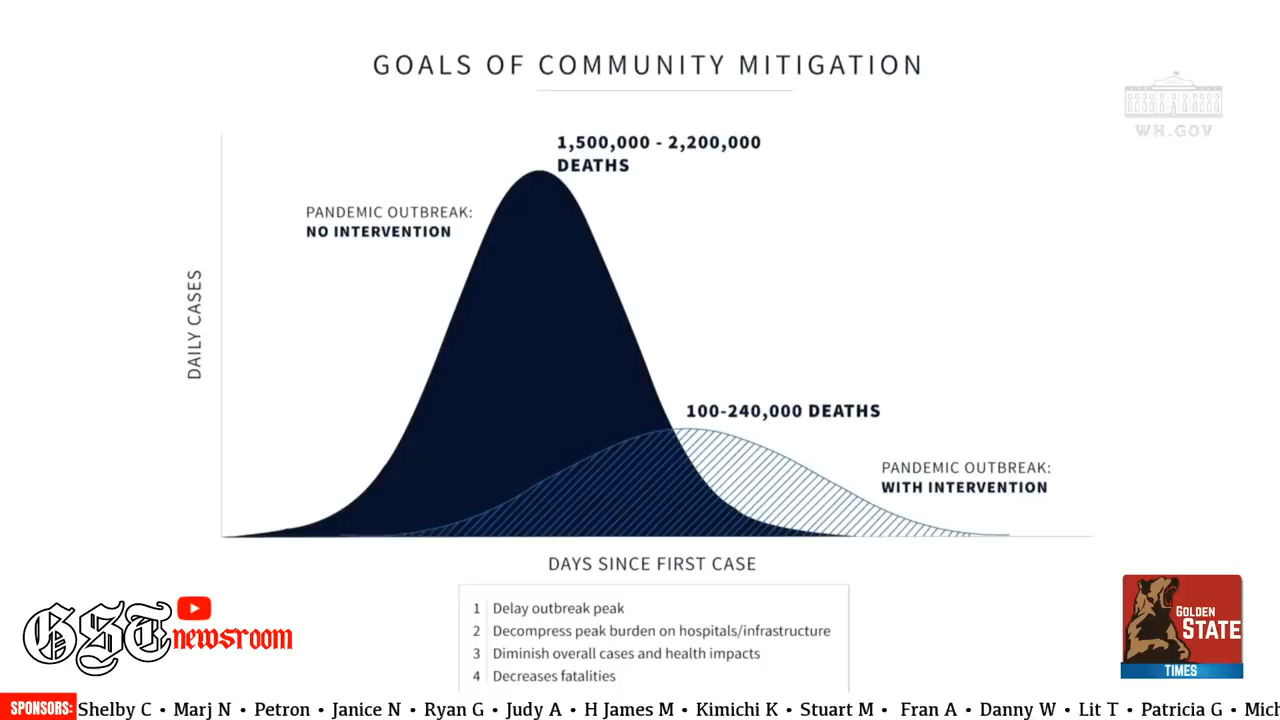 GOALS OF COMMUNITY MITIGATION
WH.GOV
1,500,000 - 2,200,000
DEATHS
PANDEMIC OUTBREAK:
NO INTERVENTION
DAILY CASES
100-240,000 DEATHS
PANDEMIC OUTBREAK:
WITH INTERVENTION
DAYS SINCE FIRST CASE
1 Delay outbreak peak
2 Decompress peak burden on hospitals/infrastructure
3 Diminish overall cases and health impacts
4 Decreases fatalities
GST newsroom
GOLDEN
STATE
TIMES
SPONSORS: Shelby C • Marj N • Petron • Janice N • Ryan G • Judy A • H James M • Kimichi K • Stuart M • Fran A • Danny W • Lit T • Patricia G • Mich